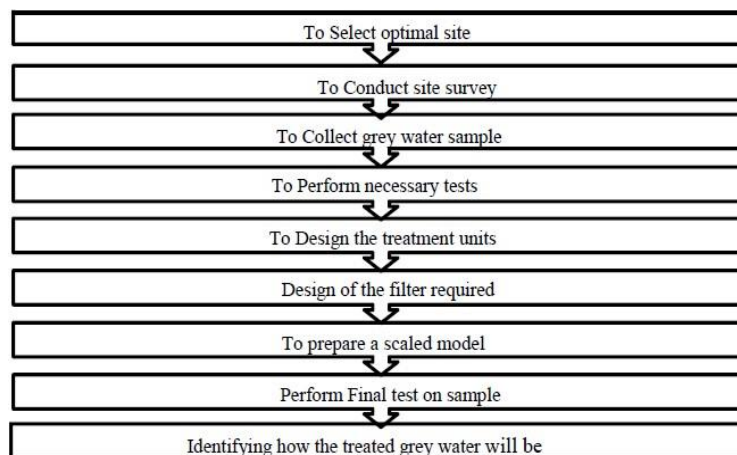 To Select optimal site
To Conduct site survey
To Collect grey water sample
To Perform necessary tests
To Design the treatment units
Design of the filter required
To prepare a scaled model
Perform Final test on sample
Identifying how the treated grey water will be